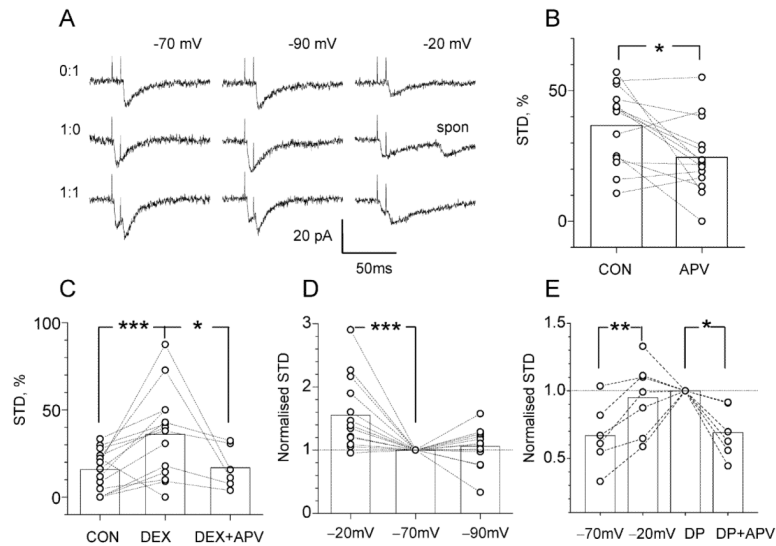 A
-70 mV
-90 mV
-20 mV
0:1
1:0
spon
1:1
20 pA
50ms
B
*
STD, %
50
0
CON
APV
C
***
*
STD, %
100
50
0
CON
DEX
DEX+APV
D
***
Normalised STD
3
2
1
0
−20mV
−70mV
−90mV
E
**
*
Normalised STD
1.5
1.0
0.5
−70mV
−20mV
DP
DP+APV